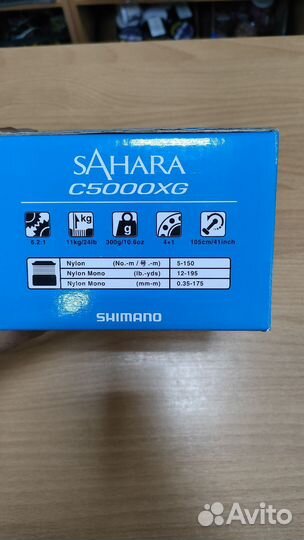 SAHARA
C5000XG
kg
g
6.2:1 11kg/24lb 300g/10.6oz 4+1 105cm/41inch
Nylon (No.-m / 号.-m) 5-150
Nylon Mono (lb.-yds) 12-195
Nylon Mono (mm-m) 0.35-175
SHIMANO
Avito